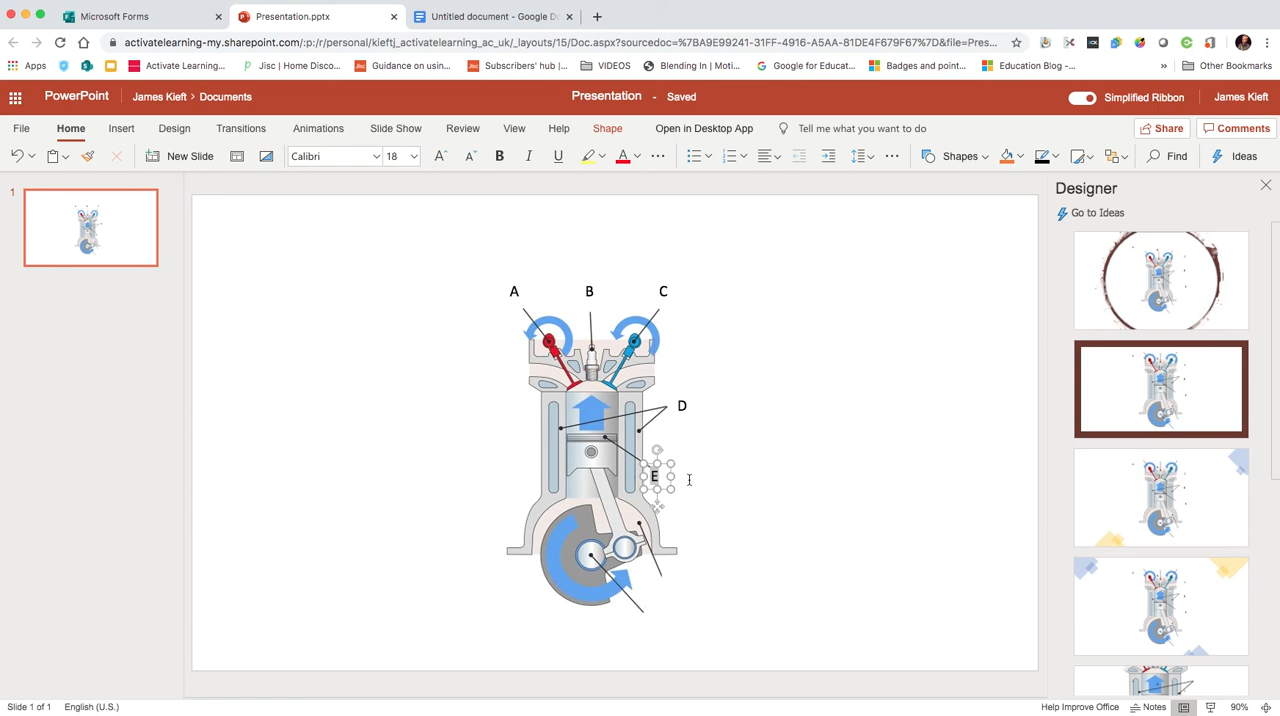 Microsoft Forms
Presentation.pptx
Untitled document - Google Do
activatelearning-my.sharepoint.com/:p:/r/personal/kieftj_activatelearning_ac_uk/_layouts/15/Doc.aspx?sourcedoc=%7BA9E99241-31FF-4916-A5AA-81DE4F679F67%7D&file=Pres...
Apps
Activate Learning...
Jisc | Home | Disco...
Guidance on usin...
Subscribers' hub |...
VIDEOS
Blending In | Moti...
Google for Educat...
Badges and point...
Education Blog -...
»
Other Bookmarks
PowerPoint
James Kieft > Documents
Presentation - Saved
Simplified Ribbon
James Kieft
File
Home
Insert
Design
Transitions
Animations
Slide Show
Review
View
Help
Shape
Open in Desktop App
Tell me what you want to do
Share
Comments
New Slide
Calibri
18
B
I
U
A
Shapes
Find
Ideas
1
Designer
Go to Ideas
A
B
C
D
E
Slide 1 of 1
English (U.S.)
Help Improve Office
Notes
90%